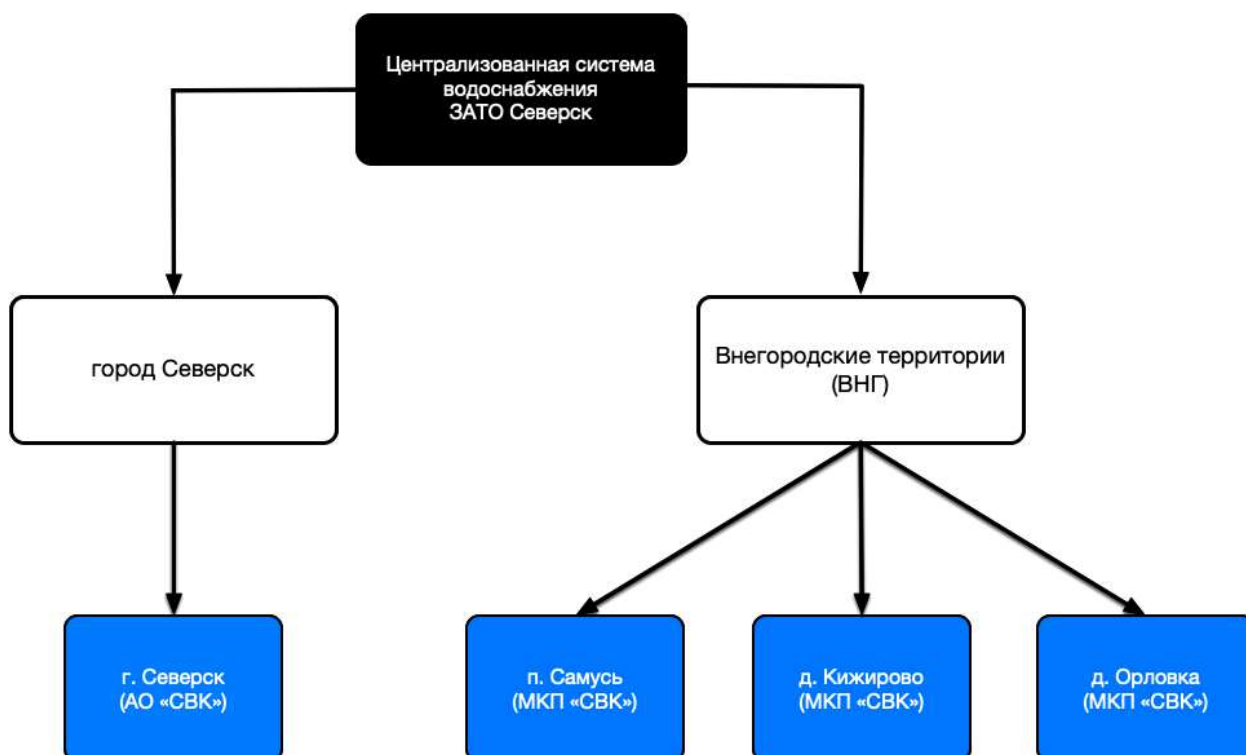 Централизованная система
водоснабжения
ЗАТО Северск
город Северск
Внегородские территории
(ВНГ)
г. Северск
(АО «СВК»)
п. Самусь
(МКП «СВК»)
д. Кижирово
(МКП «СВК»)
д. Орловка
(МКП «СВК»)